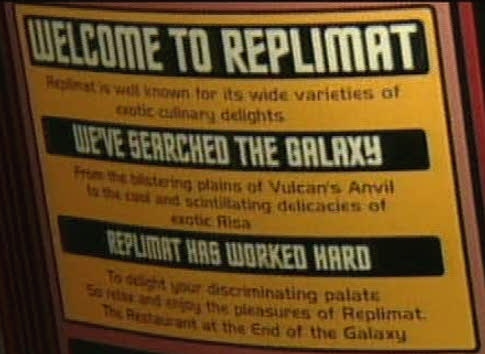 WELCOME TO REPLIMAT
Replimat is well known for its wide varieties of
exotic culinary delights
WE'VE SEARCHED THE GALAXY
From the blistering plains of Vulcan's Anvil
to the cool and scintillating delicacies of
exotic Risa
REPLIMAT HAS WORKED HARD
To delight your discriminating palate
So relax and enjoy the pleasures of Replimat.
The Restaurant at the End of the Galaxy